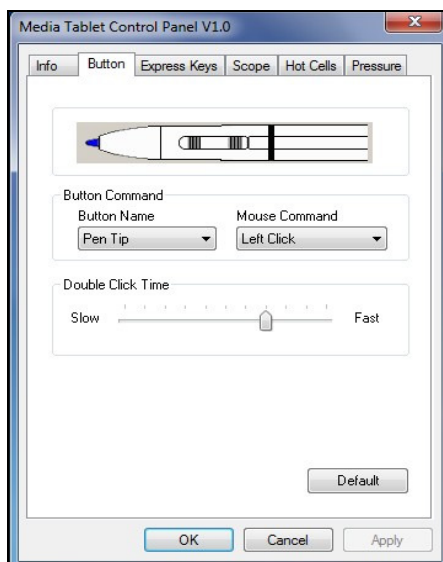 Media Tablet Control Panel V1.0
Info Button Express Keys Scope Hot Cells Pressure
Button Command
Button Name Mouse Command
Pen Tip Left Click
Double Click Time
Slow Fast
Default
OK Cancel Apply